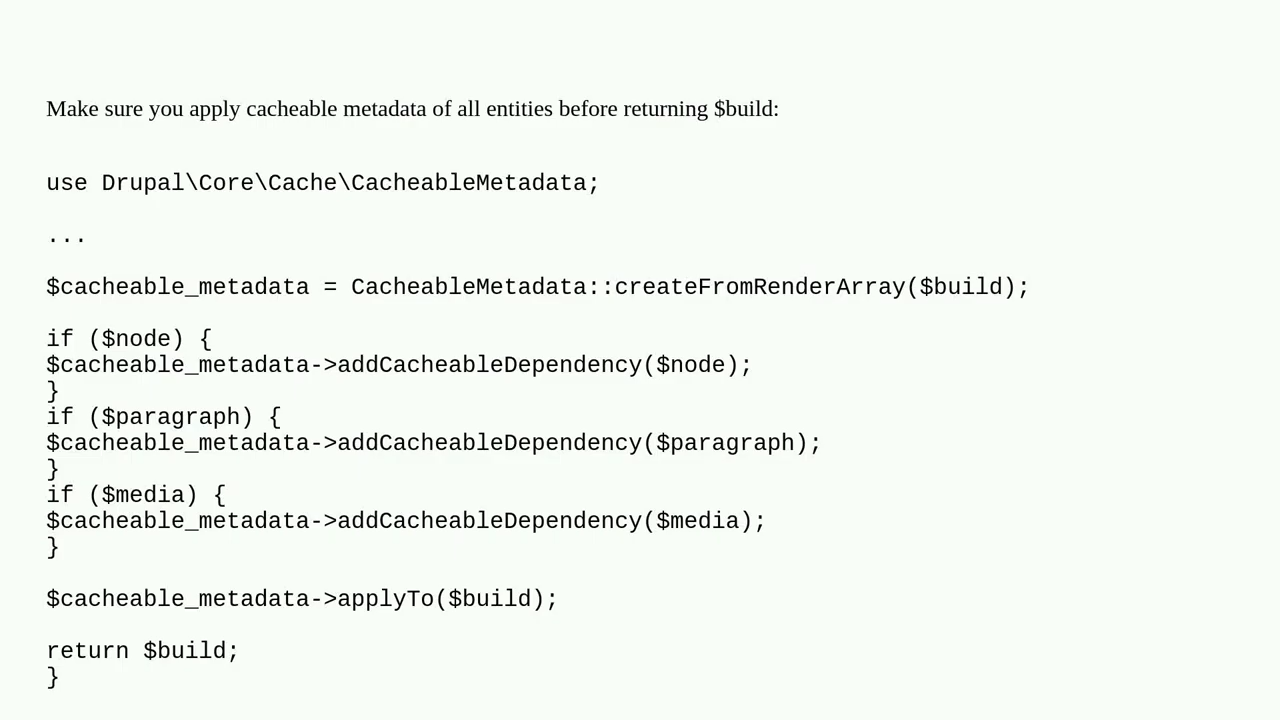 Make sure you apply cacheable metadata of all entities before returning $build:
use Drupal\Core\Cache\CacheableMetadata;
...
$cacheable_metadata = CacheableMetadata::createFromRenderArray($build);
if ($node) {
$cacheable_metadata->addCacheableDependency($node);
}
if ($paragraph) {
$cacheable_metadata->addCacheableDependency($paragraph);
}
if ($media) {
$cacheable_metadata->addCacheableDependency($media);
}
$cacheable_metadata->applyTo($build);
return $build;
}